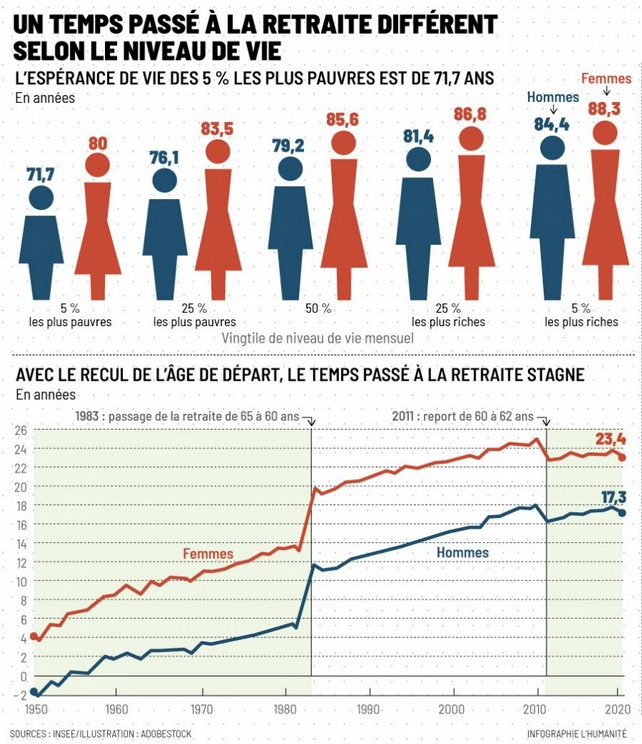 UN TEMPS PASSÉ À LA RETRAITE DIFFÉRENT
SELON LE NIVEAU DE VIE
L'ESPÉRANCE DE VIE DES 5 % LES PLUS PAUVRES EST DE 71,7 ANS
En années
Femmes
Hommes
71,7
80
76,1
83,5
79,2
85,6
81,4
86,8
84,4
88,3
5 %
les plus pauvres
25 %
les plus pauvres
50 %
25 %
les plus riches
5 %
les plus riches
Vingtile de niveau de vie mensuel
AVEC LE RECUL DE L'ÂGE DE DÉPART, LE TEMPS PASSÉ À LA RETRAITE STAGNE
En années
1983 : passage de la retraite de 65 à 60 ans
2011 : report de 60 à 62 ans
26
24
22
20
18
16
14
12
10
8
6
4
2
0
-2
23,4
17,3
Femmes
Hommes
1950
1960
1970
1980
1990
2000
2010
2020
SOURCES : INSEE/ILLUSTRATION : ADOBESTOCK
INFOGRAPHIE L'HUMANITÉ